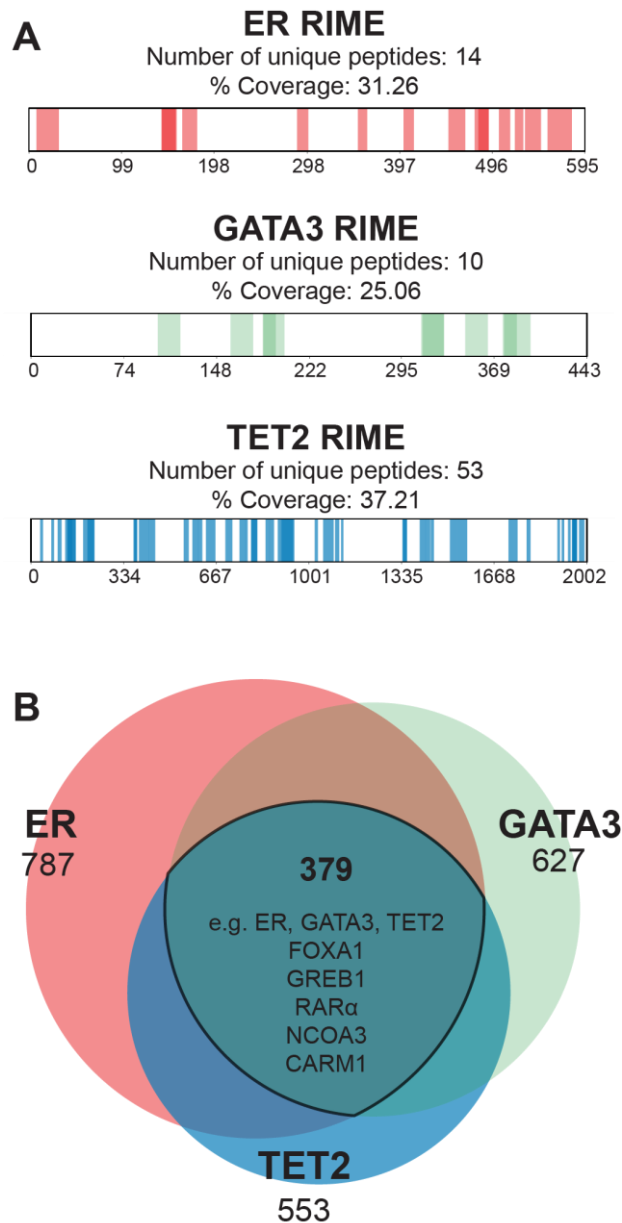 A
ER RIME
Number of unique peptides: 14
% Coverage: 31.26
0 99 198 298 397 496 595
GATA3 RIME
Number of unique peptides: 10
% Coverage: 25.06
0 74 148 222 295 369 443
TET2 RIME
Number of unique peptides: 53
% Coverage: 37.21
0 334 667 1001 1335 1668 2002
B
ER
787
GATA3
627
379
e.g. ER, GATA3, TET2
FOXA1
GREB1
RARα
NCOA3
CARM1
TET2
553